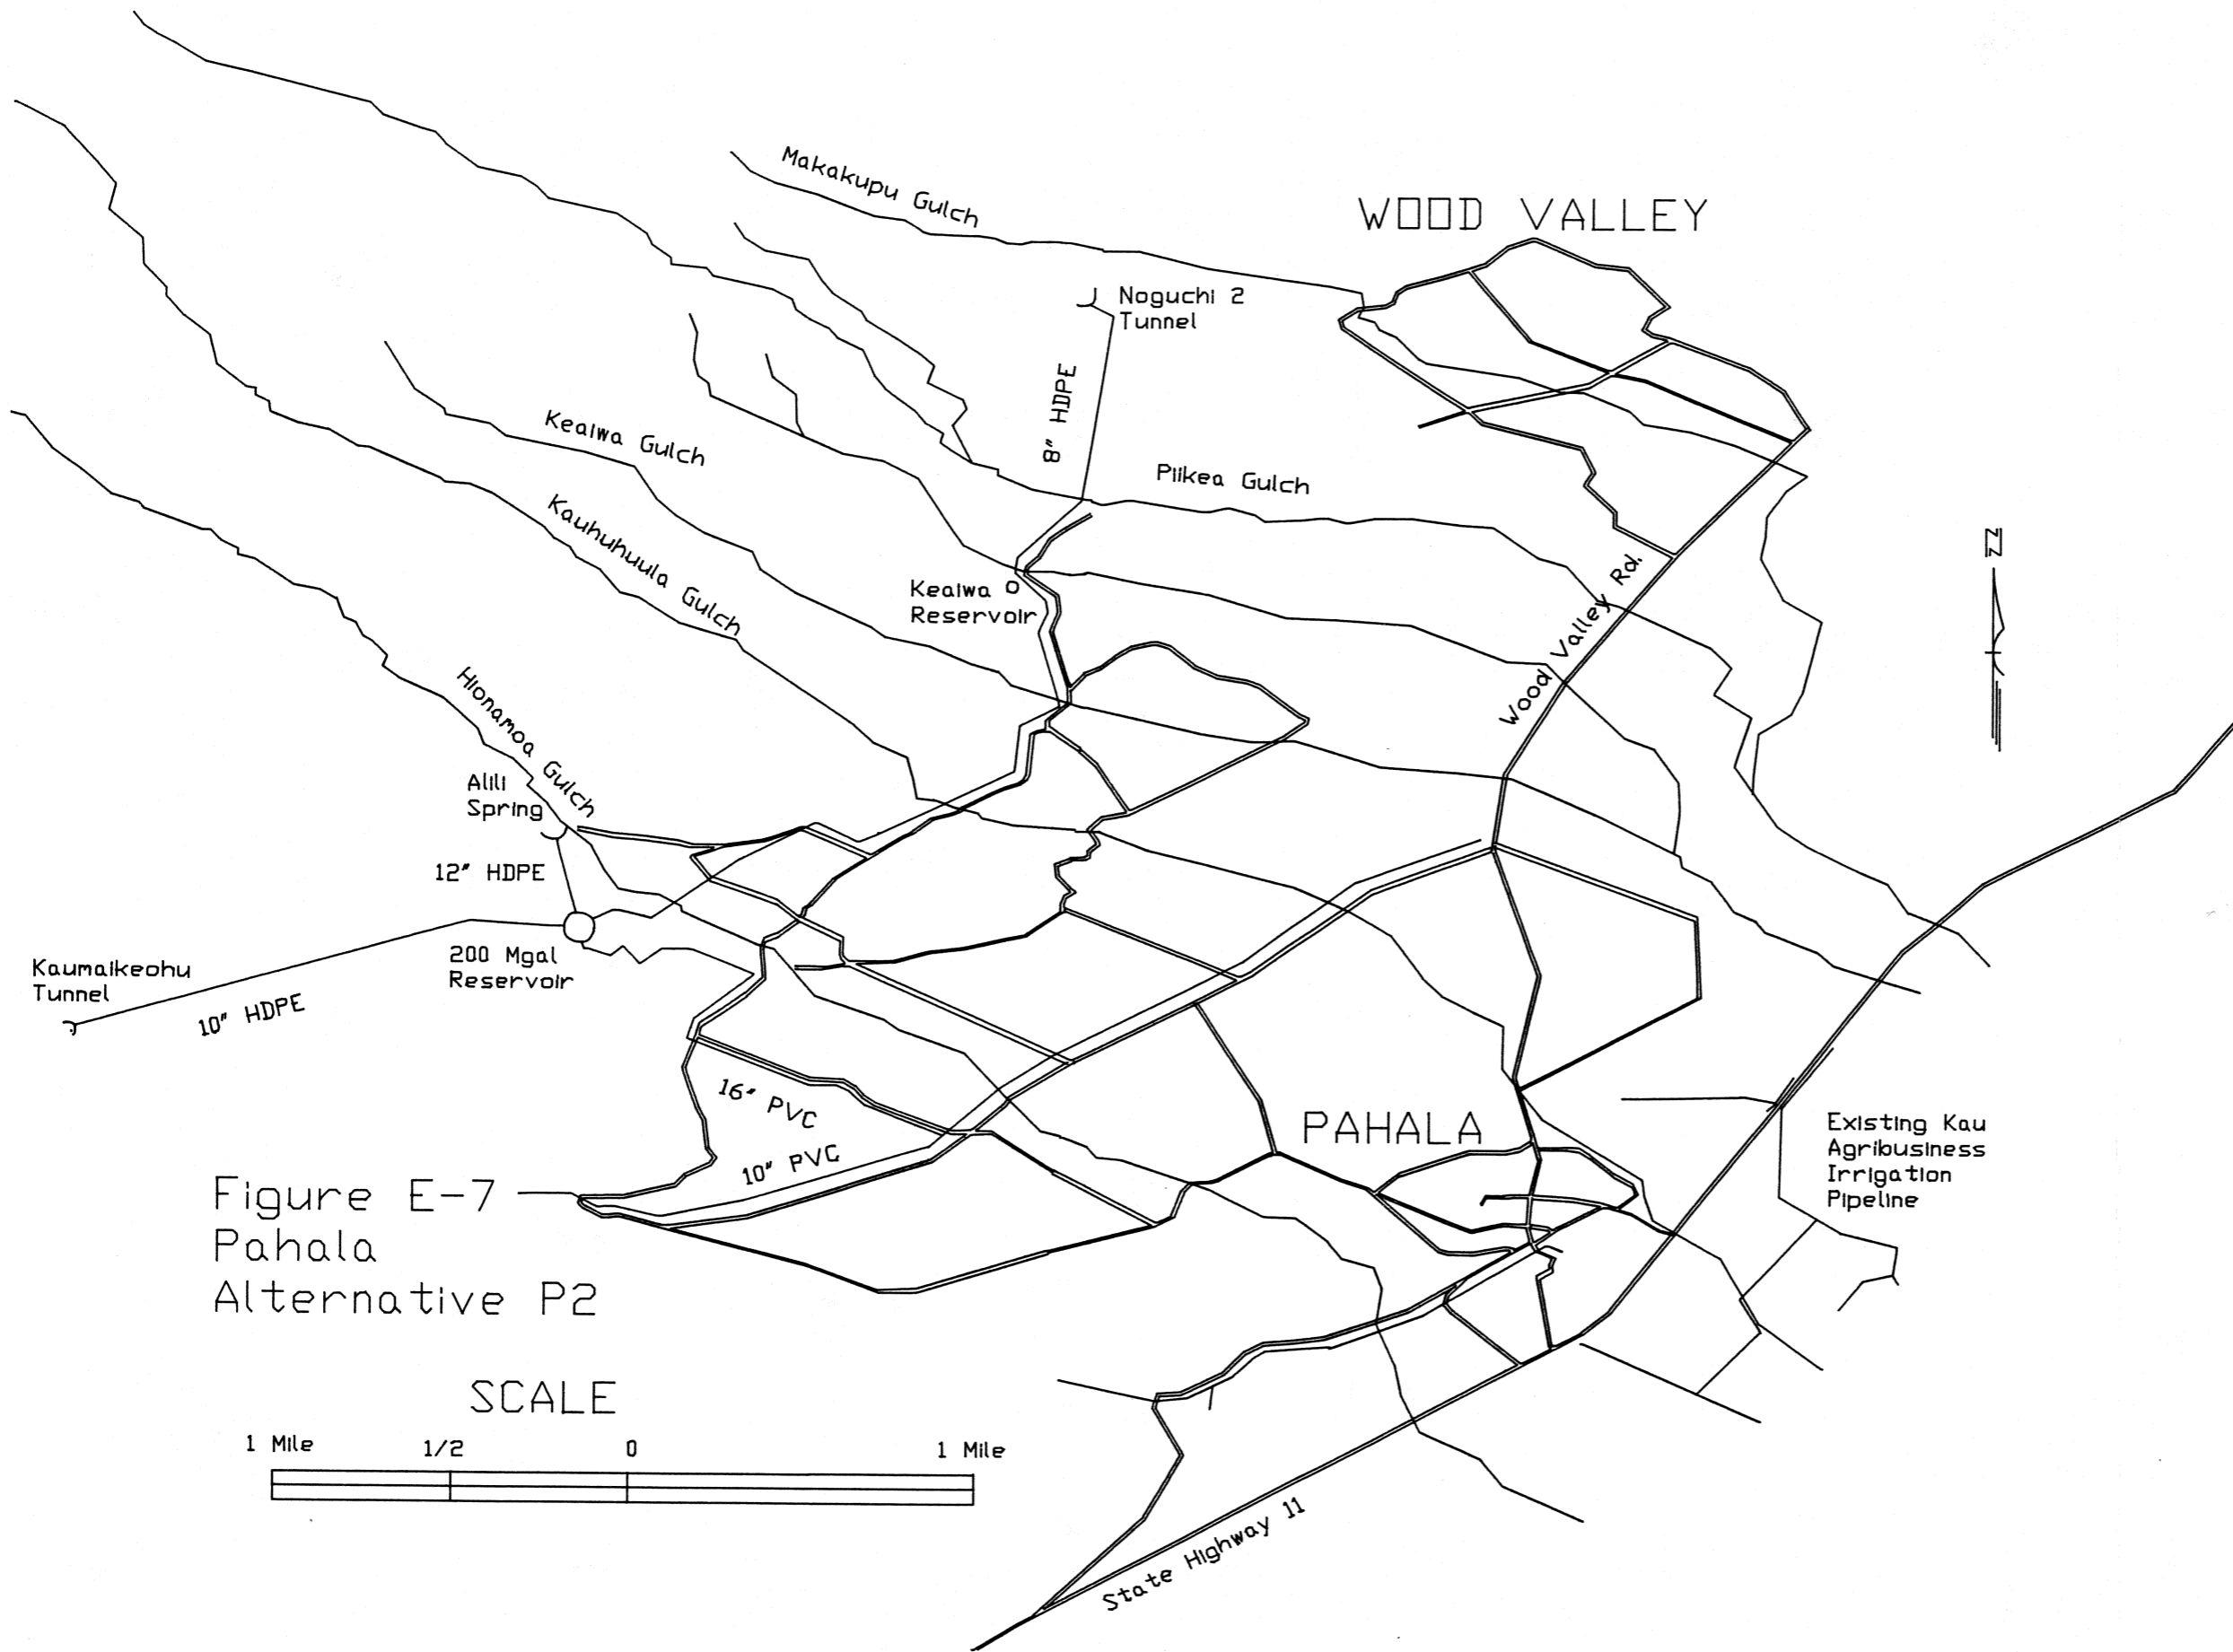 Makakupu Gulch
WOOD VALLEY
Noguchi 2
Tunnel
8" HDPE
Keaiwa Gulch
Piikea Gulch
Kauhuhuula Gulch
N
Wood Valley Rd.
Keaiwa
Reservoir
Hionamoa Gulch
Alili
Spring
12" HDPE
200 Mgal
Reservoir
Kaumaikeohu
Tunnel
10" HDPE
16" PVC
10" PVC
PAHALA
Existing Kau
Agribusiness
Irrigation
Pipeline
Figure E-7
Pahala
Alternative P2
SCALE
1 Mile 1/2 0 1 Mile
State Highway 11